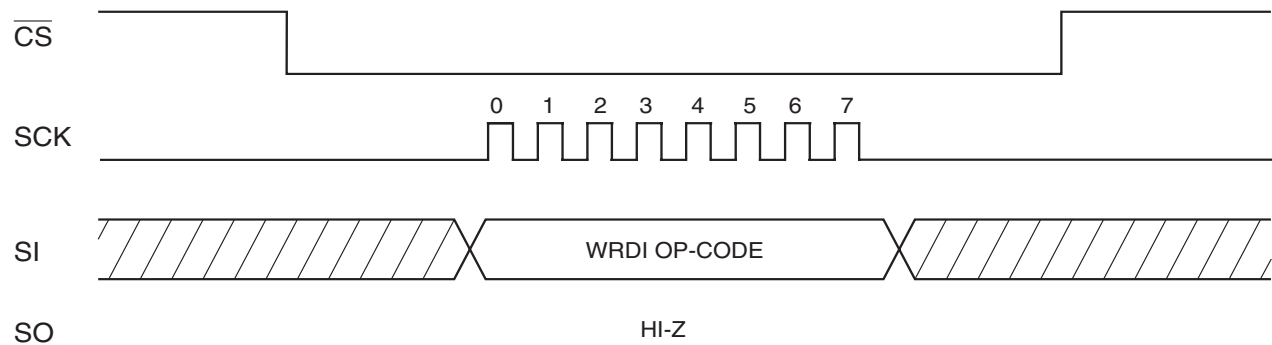 CS
0 1 2 3 4 5 6 7
SCK
SI WRDI OP-CODE
SO HI-Z